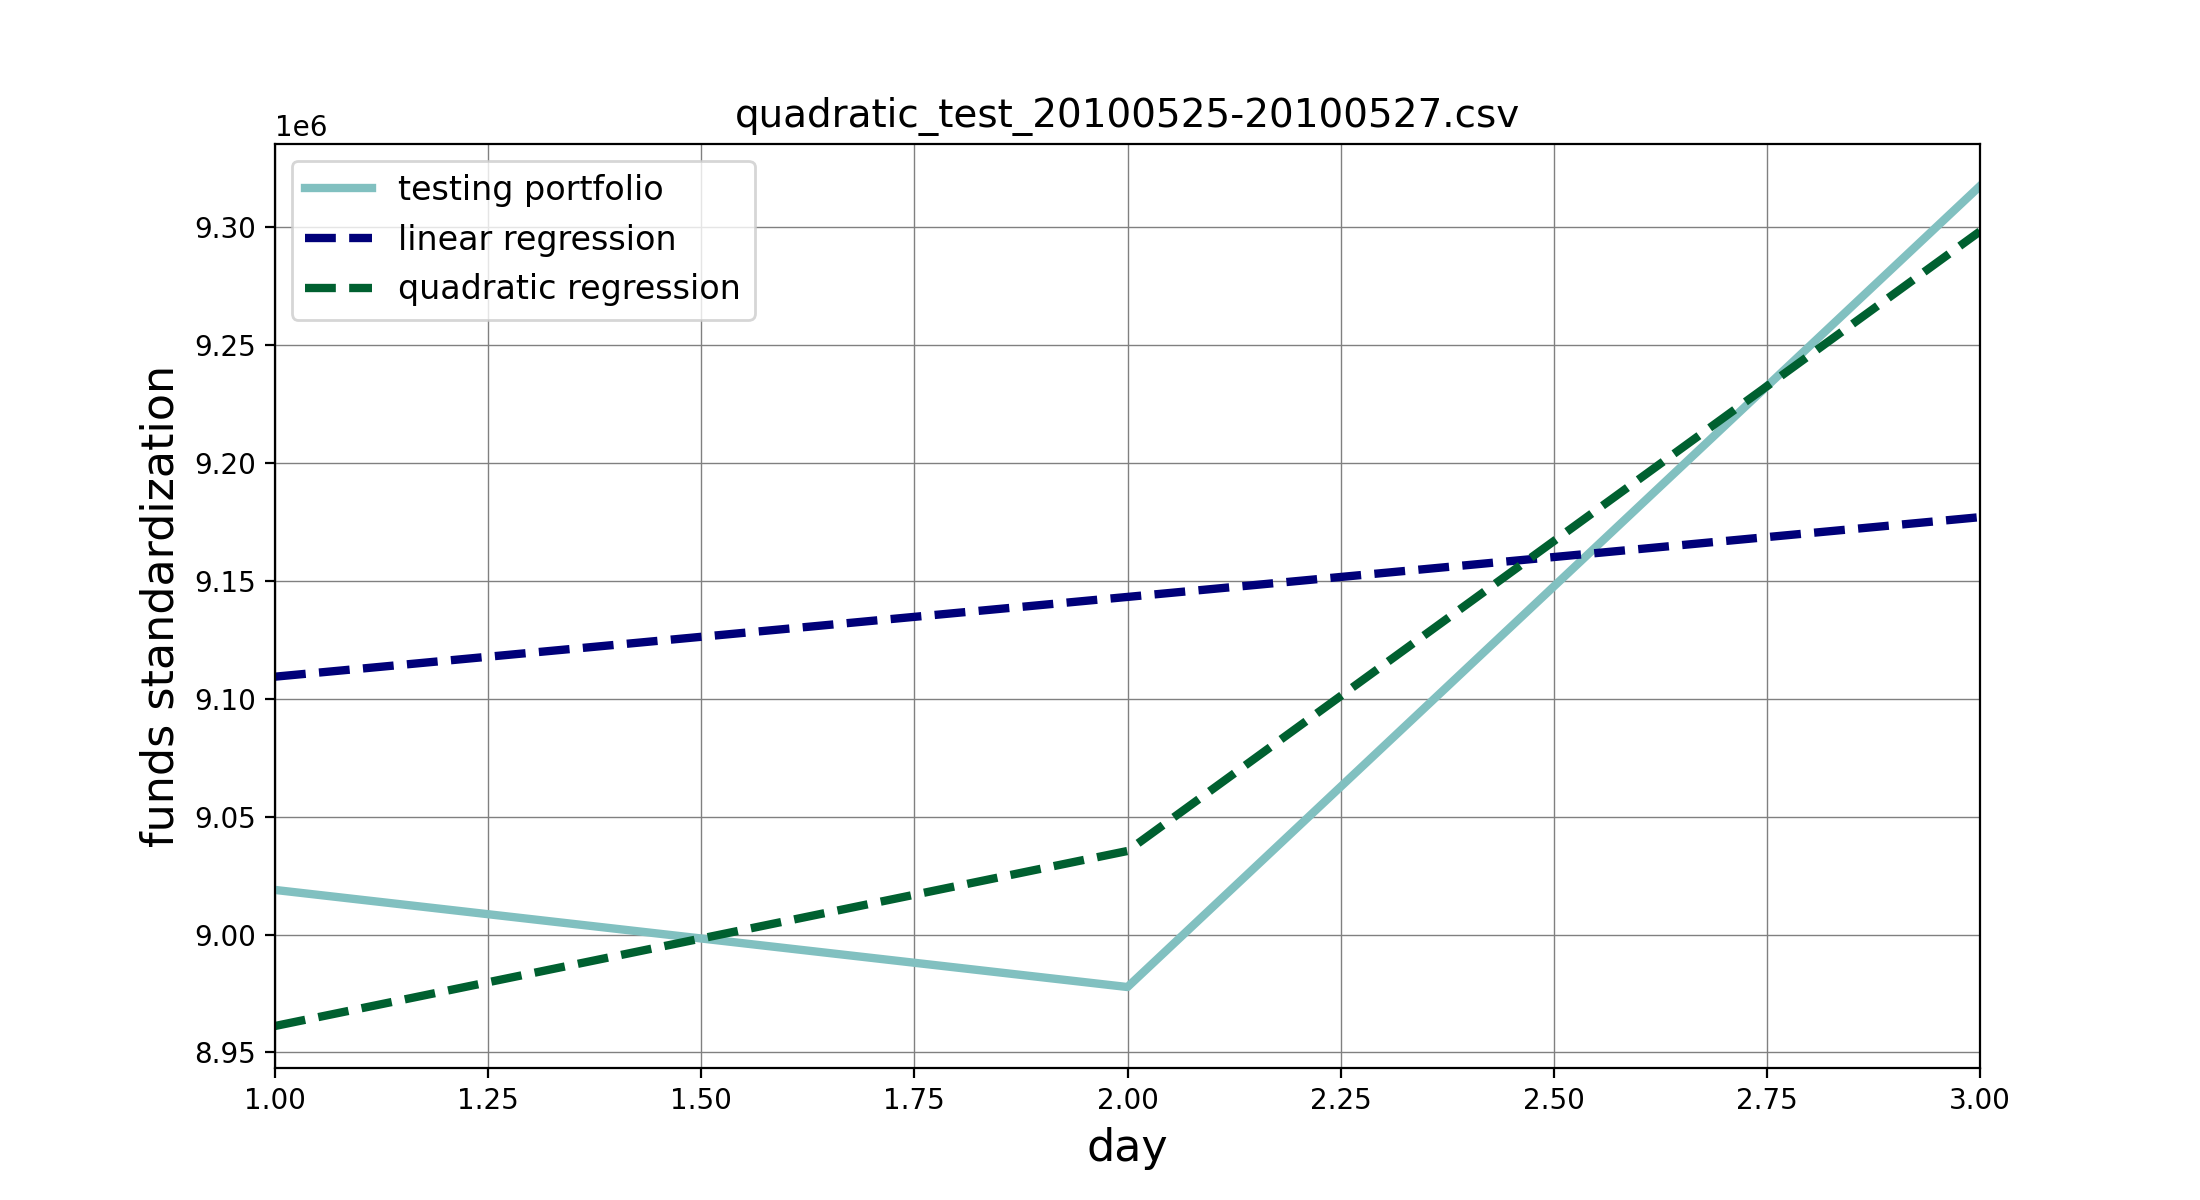 quadratic_test_20100525-20100527.csv
1e6
testing portfolio
linear regression
quadratic regression
9.30
9.25
9.20
9.15
9.10
9.05
9.00
8.95
funds standardization
1.00 1.25 1.50 1.75 2.00 2.25 2.50 2.75 3.00
day